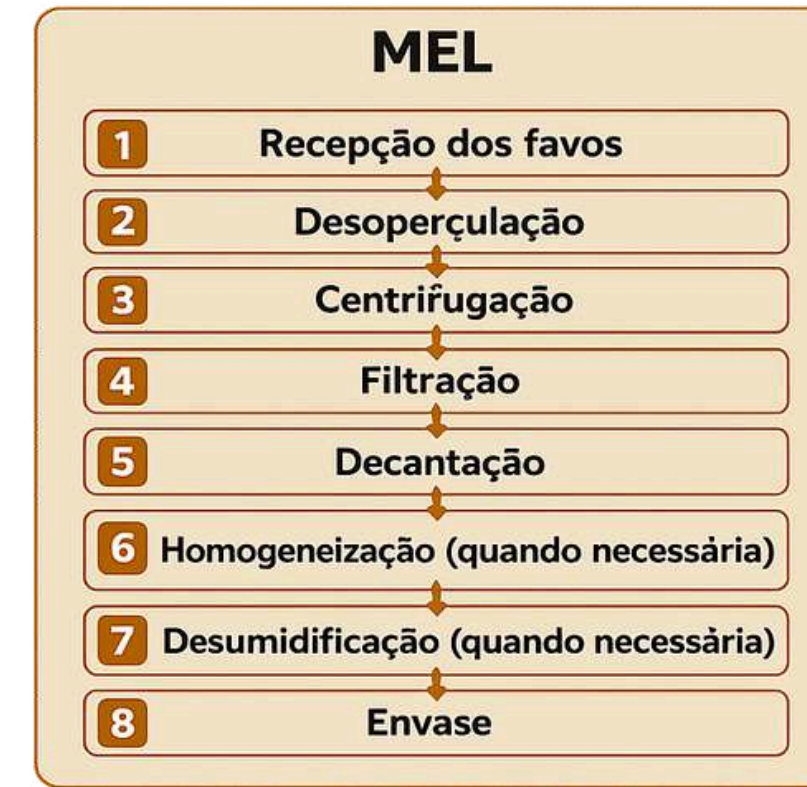 MEL
1 Recepção dos favos
2 Desoperçulação
3 Centrifugação
4 Filtração
5 Decantação
6 Homogeneização (quando necessária)
7 Desumidificação (quando necessária)
8 Envase